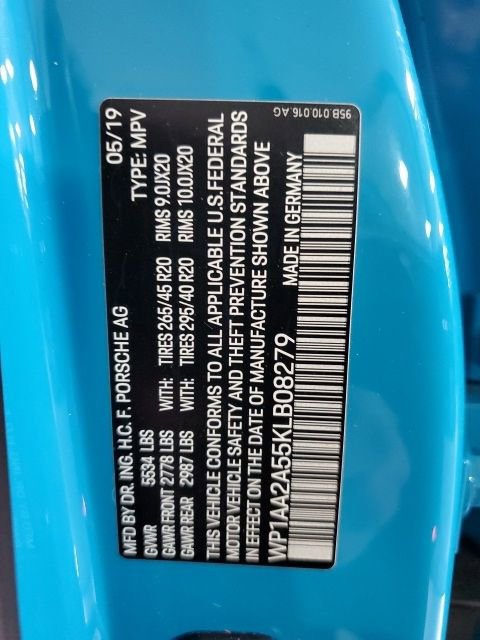 95B.010.016.AG
MFD BY DR. ING. H.C. F. PORSCHE AG 05/19
5534 LBS TYPE: MPV
GVWR
GAWR FRONT 2778 LBS WITH: TIRES 265/45 R20 RIMS 9.0JX20
GAWR REAR 2987 LBS WITH: TIRES 295/40 R20 RIMS 10.0JX20
THIS VEHICLE CONFORMS TO ALL APPLICABLE U.S.FEDERAL
MOTOR VEHICLE SAFETY AND THEFT PREVENTION STANDARDS
IN EFFECT ON THE DATE OF MANUFACTURE SHOWN ABOVE
WP1AA2A55KLB08279 MADE IN GERMANY